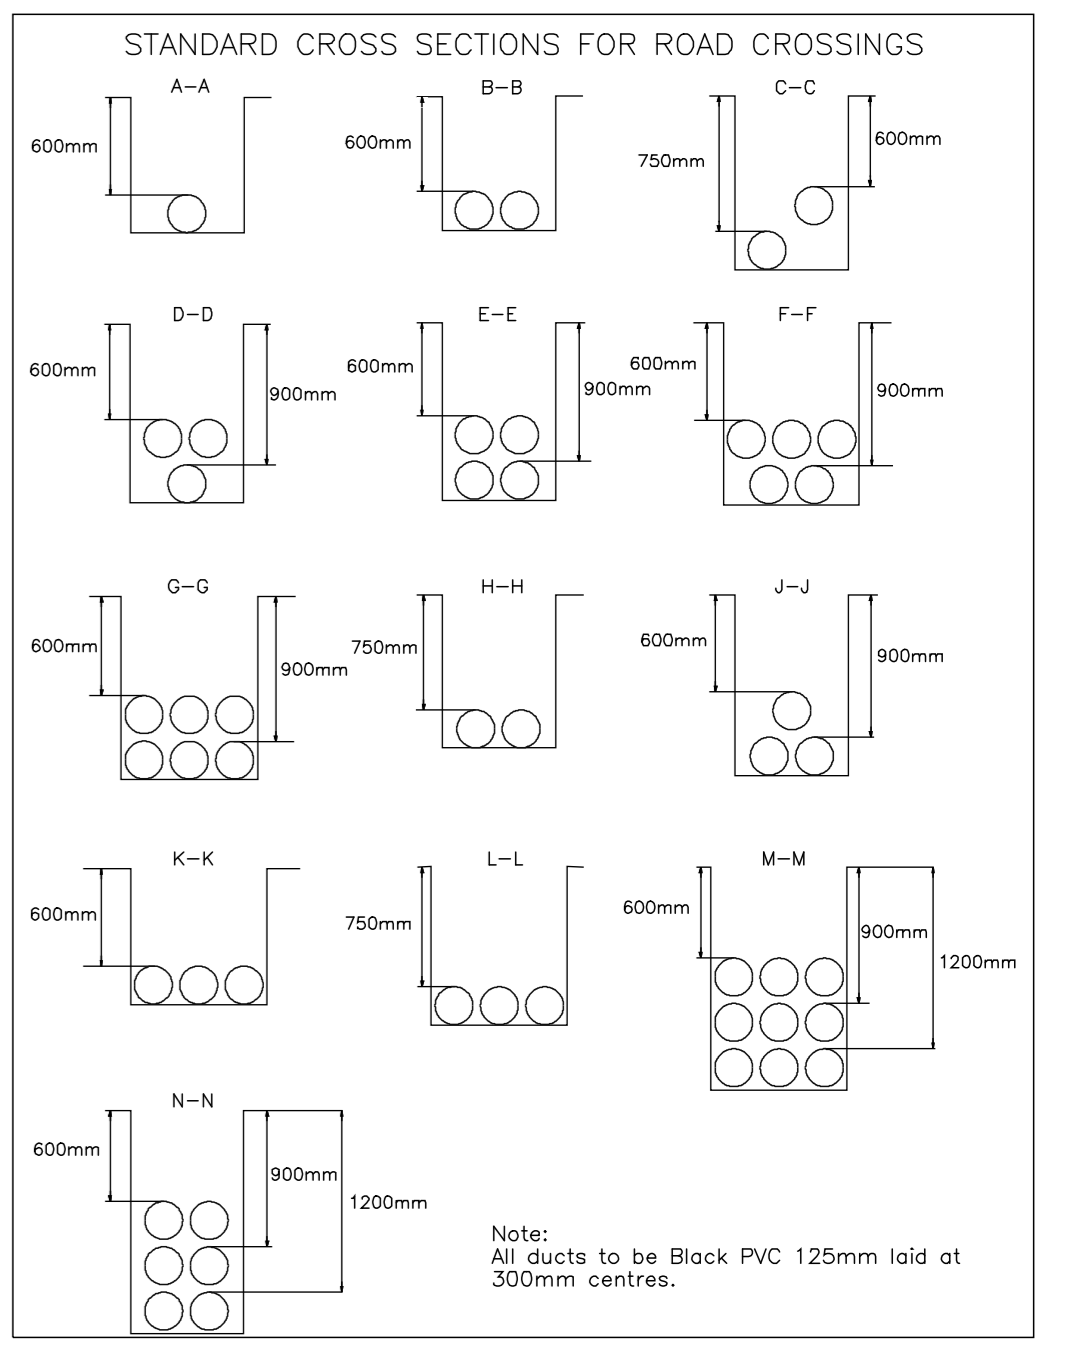 STANDARD CROSS SECTIONS FOR ROAD CROSSINGS
A-A
B-B
C-C
600mm
600mm
750mm
600mm
D-D
E-E
F-F
600mm
900mm
600mm
900mm
600mm
900mm
G-G
H-H
J-J
600mm
900mm
750mm
600mm
900mm
K-K
L-L
M-M
600mm
750mm
600mm
900mm
1200mm
N-N
600mm
900mm
1200mm
Note:
All ducts to be Black PVC 125mm laid at
300mm centres.